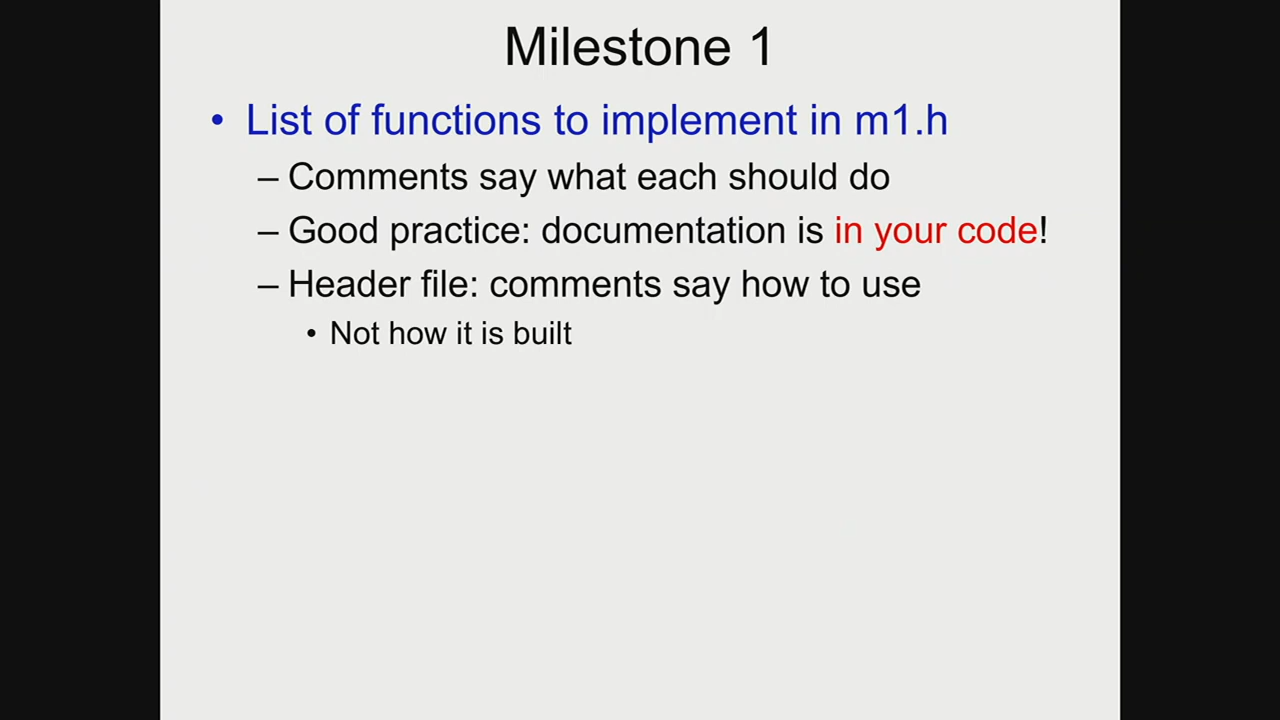 Milestone 1
• List of functions to implement in m1.h
– Comments say what each should do
– Good practice: documentation is in your code!
– Header file: comments say how to use
• Not how it is built